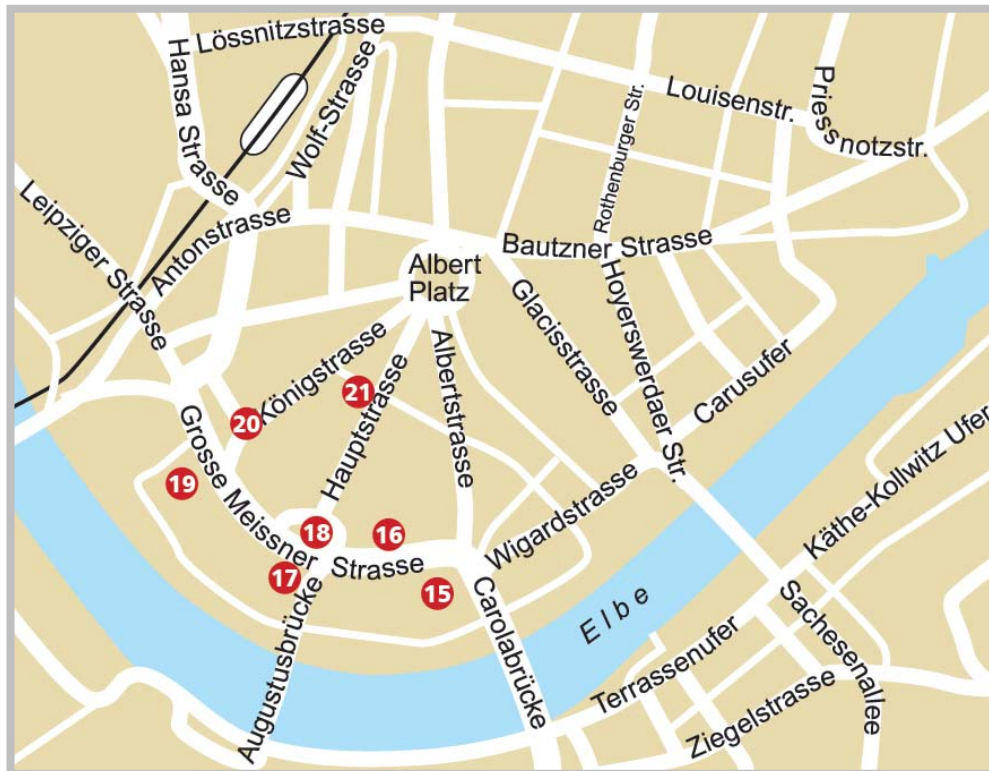 Lössnitzstrasse
Hansa Strasse
Wolf-Strasse
Rothenburger Str.
Louisenstr.
Priess
notzstr.
Leipziger Strasse
Antonstrasse
Bautzner Strasse
Albert
Platz
Glacisstrasse
Hoyerswerdaer Str.
Königstrasse
Hauptstrasse
Albertstrasse
Carusufer
21
20
19
Grosse Meissner Strasse
18
16
17
15
Wigardstrasse
Käthe-Kollwitz Ufer
Augustusbrücke
Carolabrücke
Elbe
Terrassenufer
Sachesenallee
Ziegelstrasse